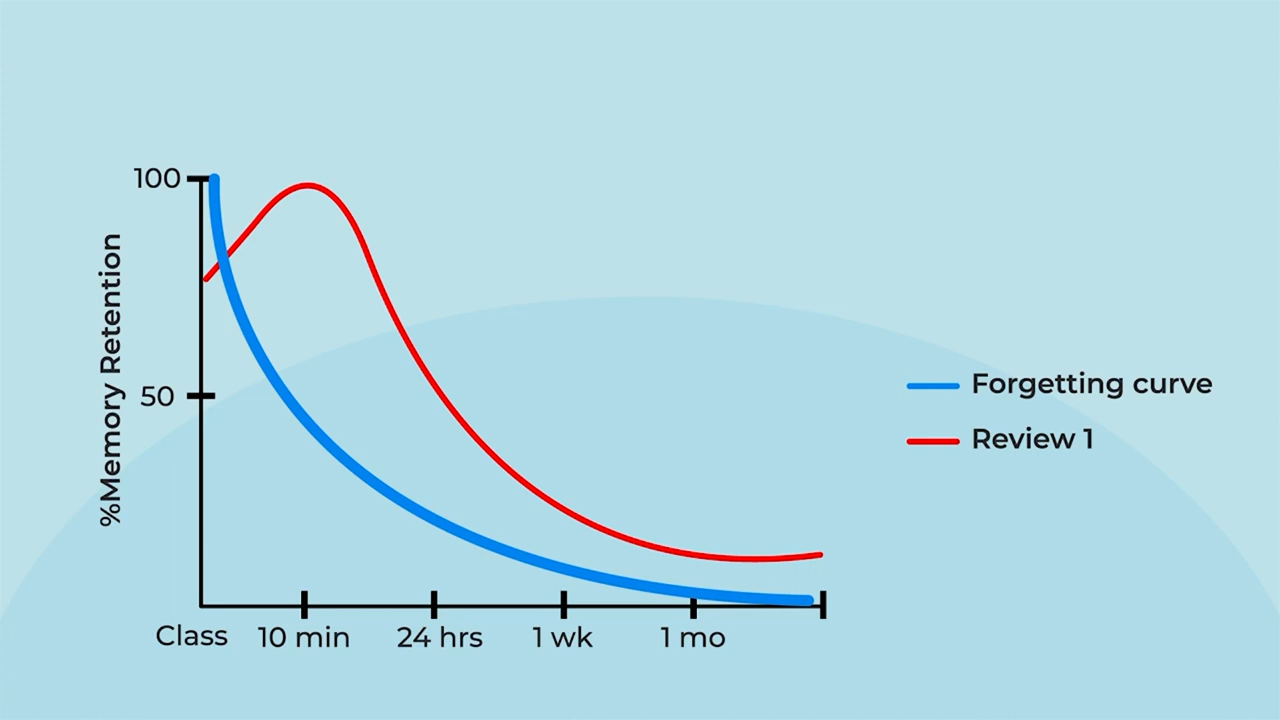 100
50
%Memory Retention
Class
10 min
24 hrs
1 wk
1 mo
Forgetting curve
Review 1